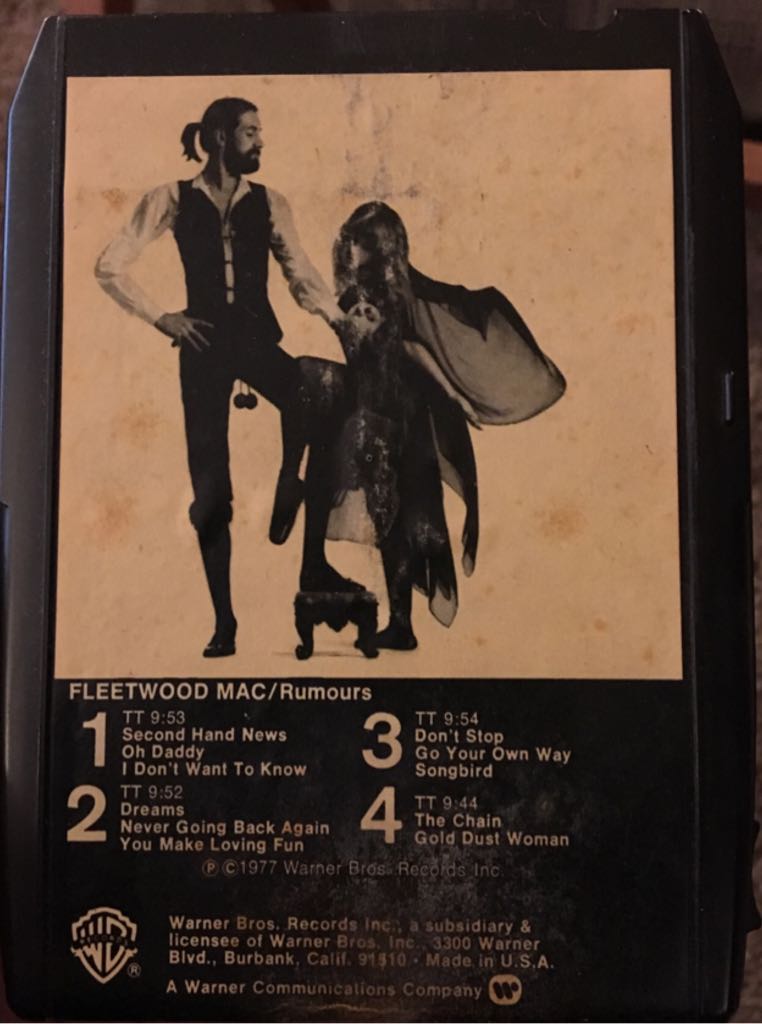 FLEETWOOD MAC/Rumours
1 TT 9:53
Second Hand News
Oh Daddy
I Don't Want To Know
2 TT 9:52
Dreams
Never Going Back Again
You Make Loving Fun
3 TT 9:54
Don't Stop
Go Your Own Way
Songbird
4 TT 9:44
The Chain
Gold Dust Woman
Ⓟ ©1977 Warner Bros. Records Inc.
WB RECORDS ®
Warner Bros. Records Inc., a subsidiary &
licensee of Warner Bros. Inc., 3300 Warner
Blvd., Burbank, Calif. 91510 · Made in U.S.A.
A Warner Communications Company